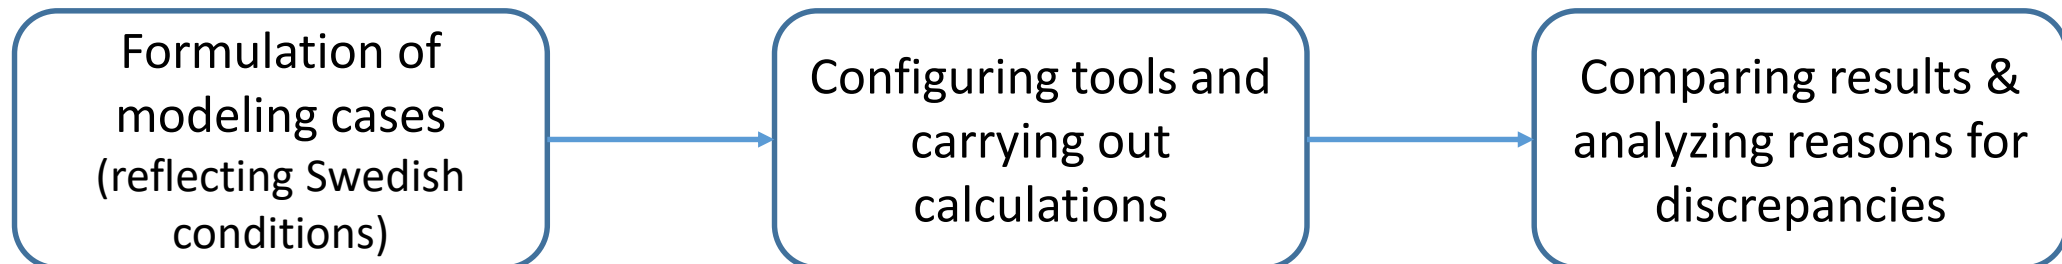 Formulation of
modeling cases
(reflecting Swedish
conditions)
Configuring tools and
carrying out
calculations
Comparing results &
analyzing reasons for
discrepancies